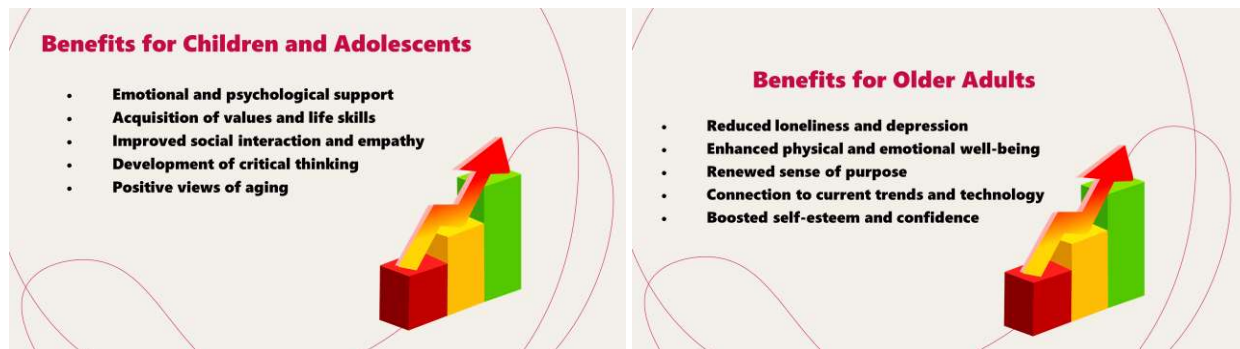 Benefits for Children and Adolescents
• Emotional and psychological support
• Acquisition of values and life skills
• Improved social interaction and empathy
• Development of critical thinking
• Positive views of aging
Benefits for Older Adults
• Reduced loneliness and depression
• Enhanced physical and emotional well-being
• Renewed sense of purpose
• Connection to current trends and technology
• Boosted self-esteem and confidence